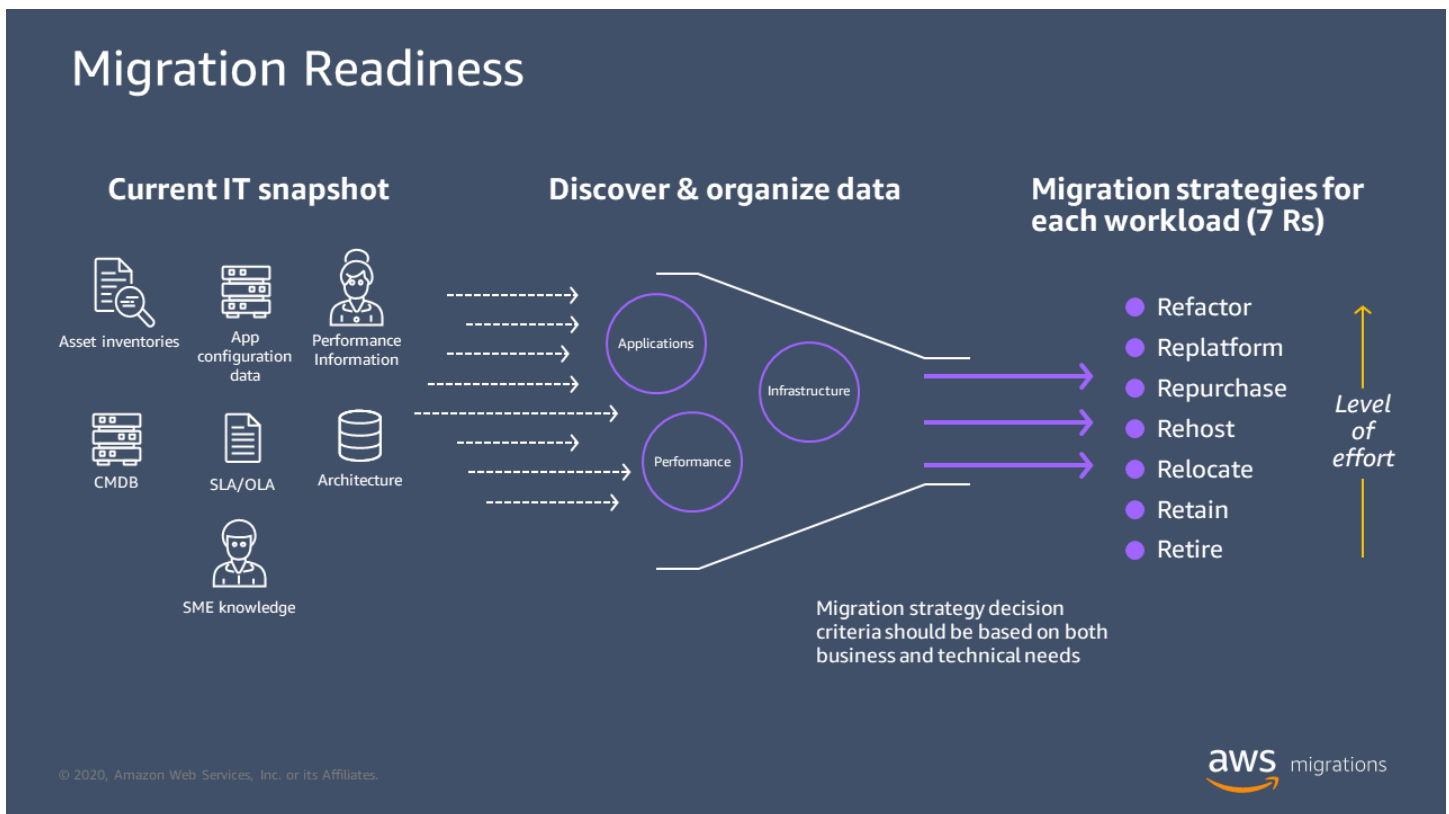 Migration Readiness
Current IT snapshot
Asset inventories
App
configuration
data
Performance
Information
CMDB
SLA/OLA
Architecture
SME knowledge
Discover & organize data
Applications
Infrastructure
Performance
Migration strategies for
each workload (7 Rs)
Refactor
Replatform
Repurchase
Rehost
Relocate
Retain
Retire
Level
of
effort
Migration strategy decision
criteria should be based on both
business and technical needs
© 2020, Amazon Web Services, Inc. or its Affiliates.
aws migrations